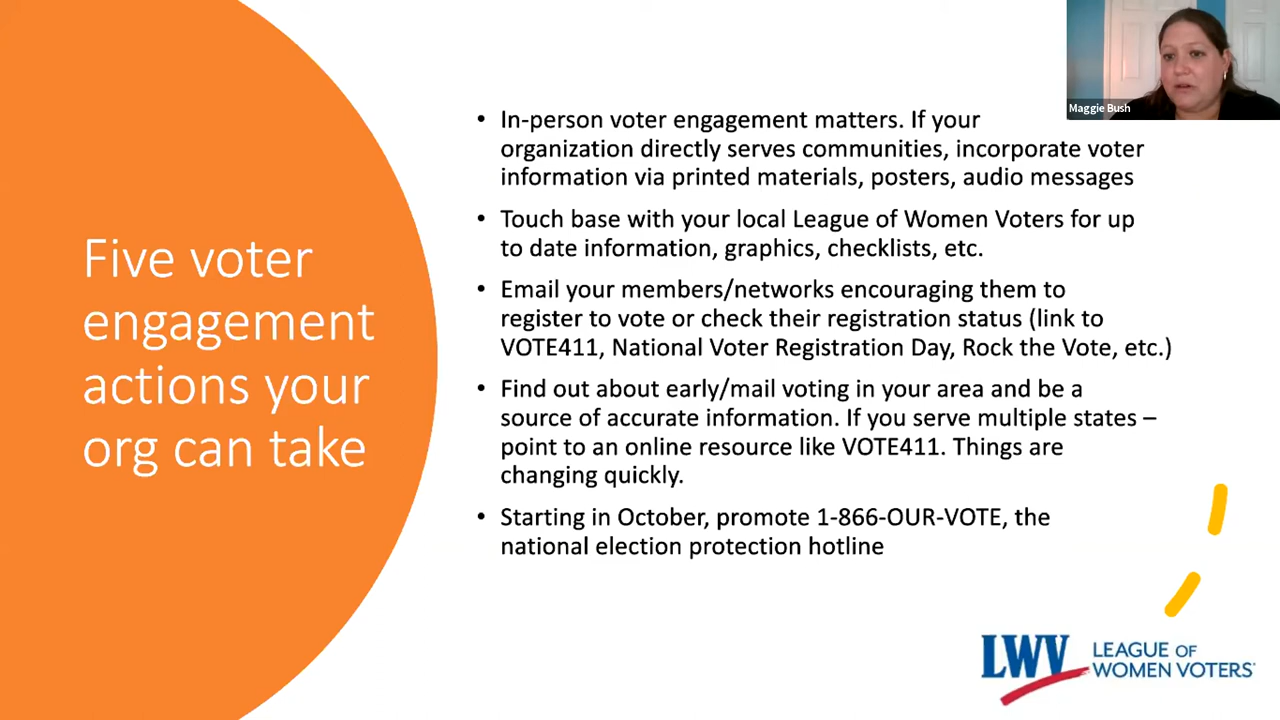 Maggie Bush
Five voter
engagement
actions your
org can take
• In-person voter engagement matters. If your
organization directly serves communities, incorporate voter
information via printed materials, posters, audio messages
• Touch base with your local League of Women Voters for up
to date information, graphics, checklists, etc.
• Email your members/networks encouraging them to
register to vote or check their registration status (link to
VOTE411, National Voter Registration Day, Rock the Vote, etc.)
• Find out about early/mail voting in your area and be a
source of accurate information. If you serve multiple states –
point to an online resource like VOTE411. Things are
changing quickly.
• Starting in October, promote 1-866-OUR-VOTE, the
national election protection hotline
LWV
LEAGUE OF
WOMEN VOTERS®